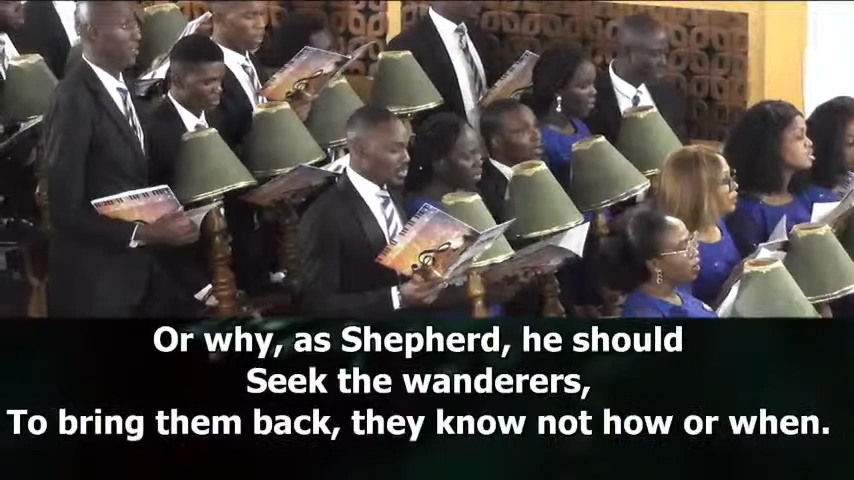 Or why, as Shepherd, he should
Seek the wanderers,
To bring them back, they know not how or when.